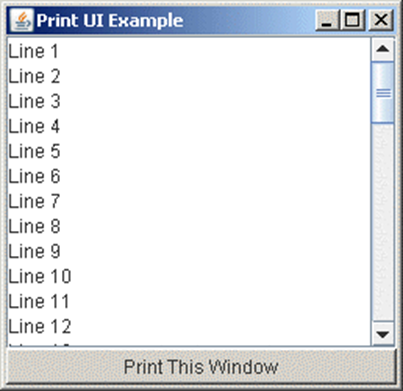 Print UI Example
Line 1
Line 2
Line 3
Line 4
Line 5
Line 6
Line 7
Line 8
Line 9
Line 10
Line 11
Line 12
Print This Window